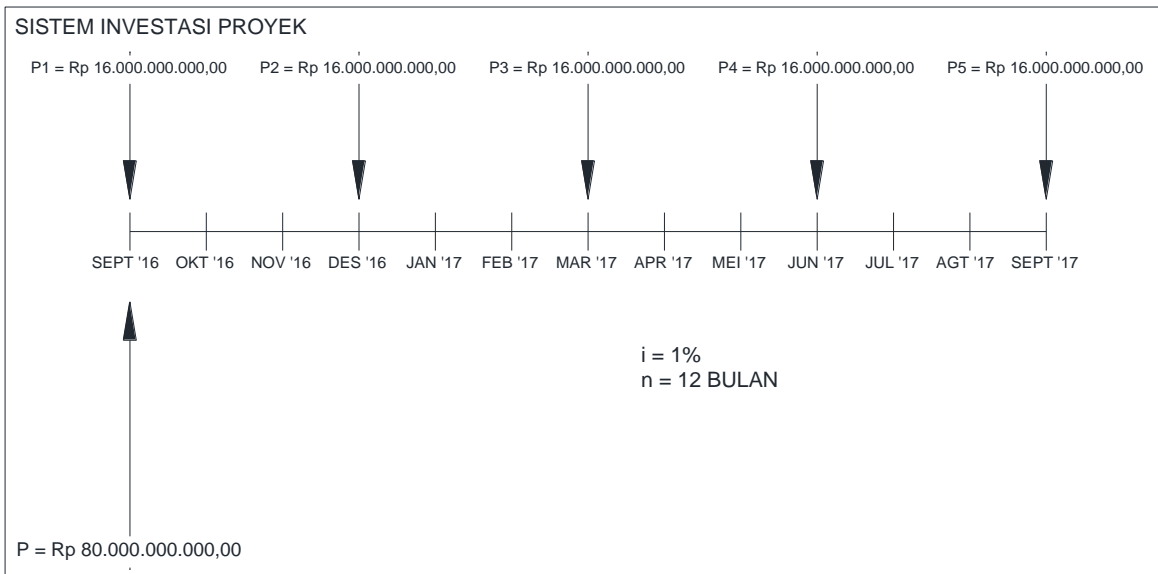 SISTEM INVESTASI PROYEK
P1 = Rp 16.000.000.000,00 P2 = Rp 16.000.000.000,00 P3 = Rp 16.000.000.000,00 P4 = Rp 16.000.000.000,00 P5 = Rp 16.000.000.000,00
SEPT '16 OKT '16 NOV '16 DES '16 JAN '17 FEB '17 MAR '17 APR '17 MEI '17 JUN '17 JUL '17 AGT '17 SEPT '17
i = 1%
n = 12 BULAN
P = Rp 80.000.000.000,00